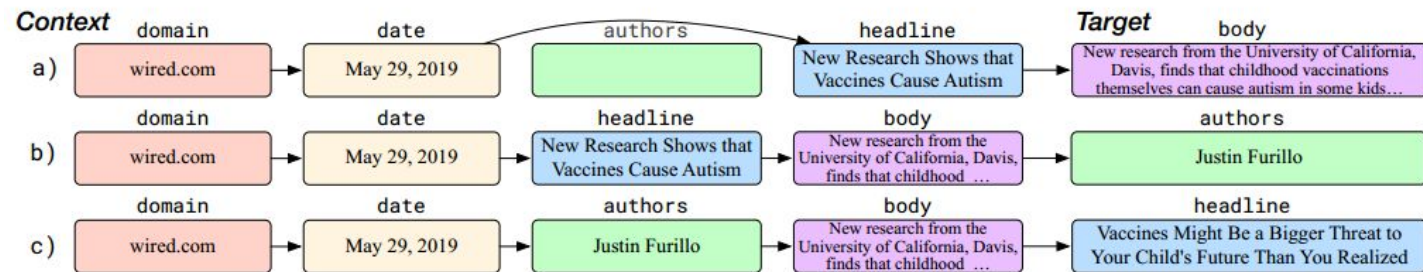 Context
Target
domain
date
authors
headline
body
a)
wired.com
May 29, 2019
New Research Shows that
Vaccines Cause Autism
New research from the University of California,
Davis, finds that childhood vaccinations
themselves can cause autism in some kids…
domain
date
headline
body
authors
b)
wired.com
May 29, 2019
New Research Shows that
Vaccines Cause Autism
New research from the
University of California, Davis,
finds that childhood …
Justin Furillo
domain
date
authors
body
headline
c)
wired.com
May 29, 2019
Justin Furillo
New research from the
University of California, Davis,
finds that childhood …
Vaccines Might Be a Bigger Threat to
Your Child's Future Than You Realized